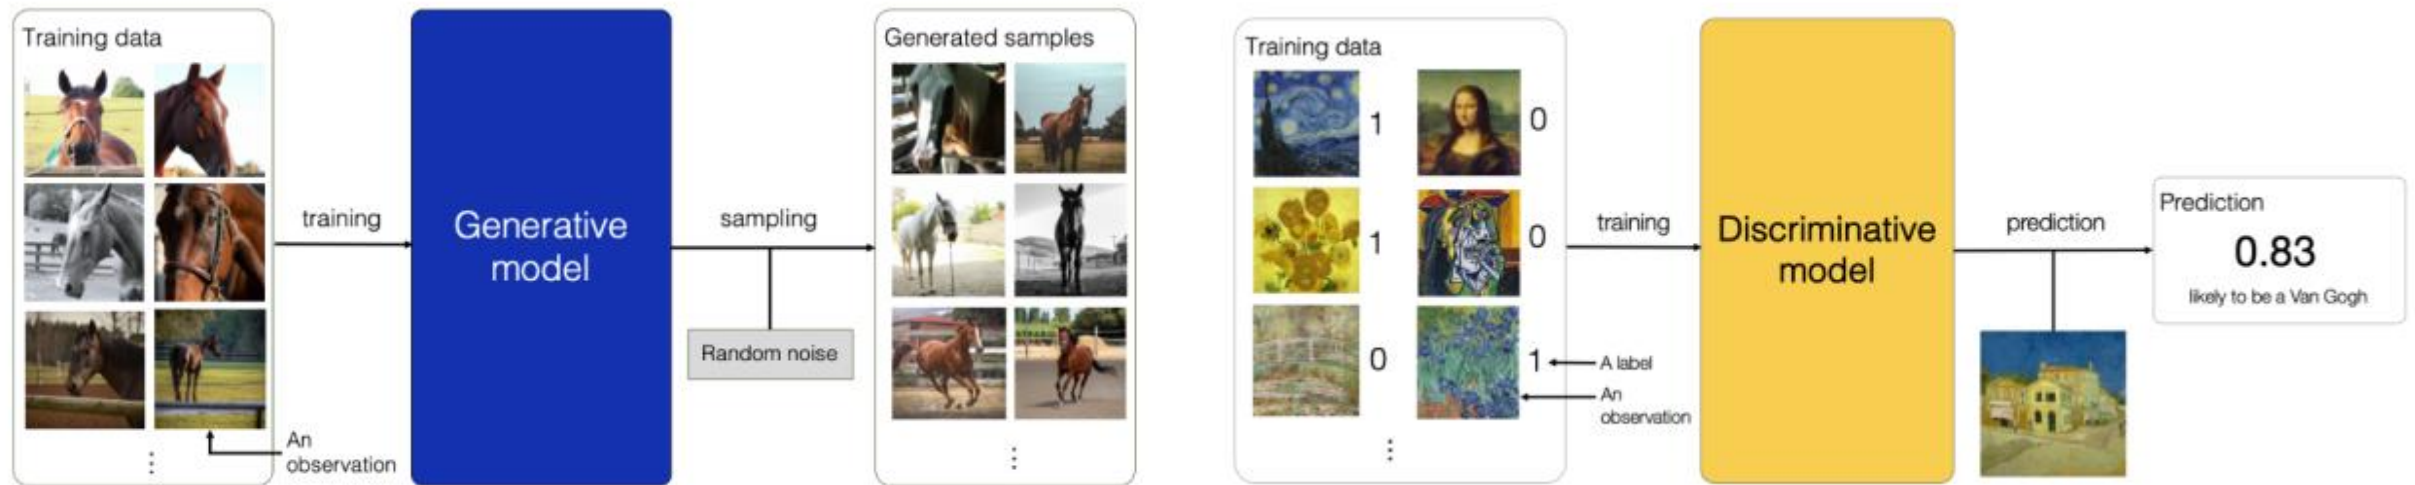 Training data
An
observation
training
Generative
model
sampling
Random noise
Generated samples
Training data
1
0
1
0
0
1
A label
An
observation
training
Discriminative
model
prediction
Prediction
0.83
likely to be a Van Gogh